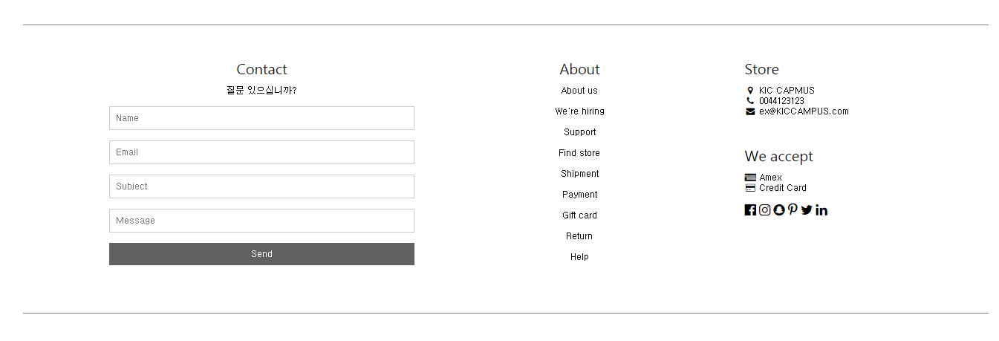 Contact
질문 있으십니까?
Name
Email
Subject
Message
Send
About
About us
We're hiring
Support
Find store
Shipment
Payment
Gift card
Return
Help
Store
KIC CAPMUS
0044123123
ex@KICCAMPUS.com
We accept
Amex
Credit Card